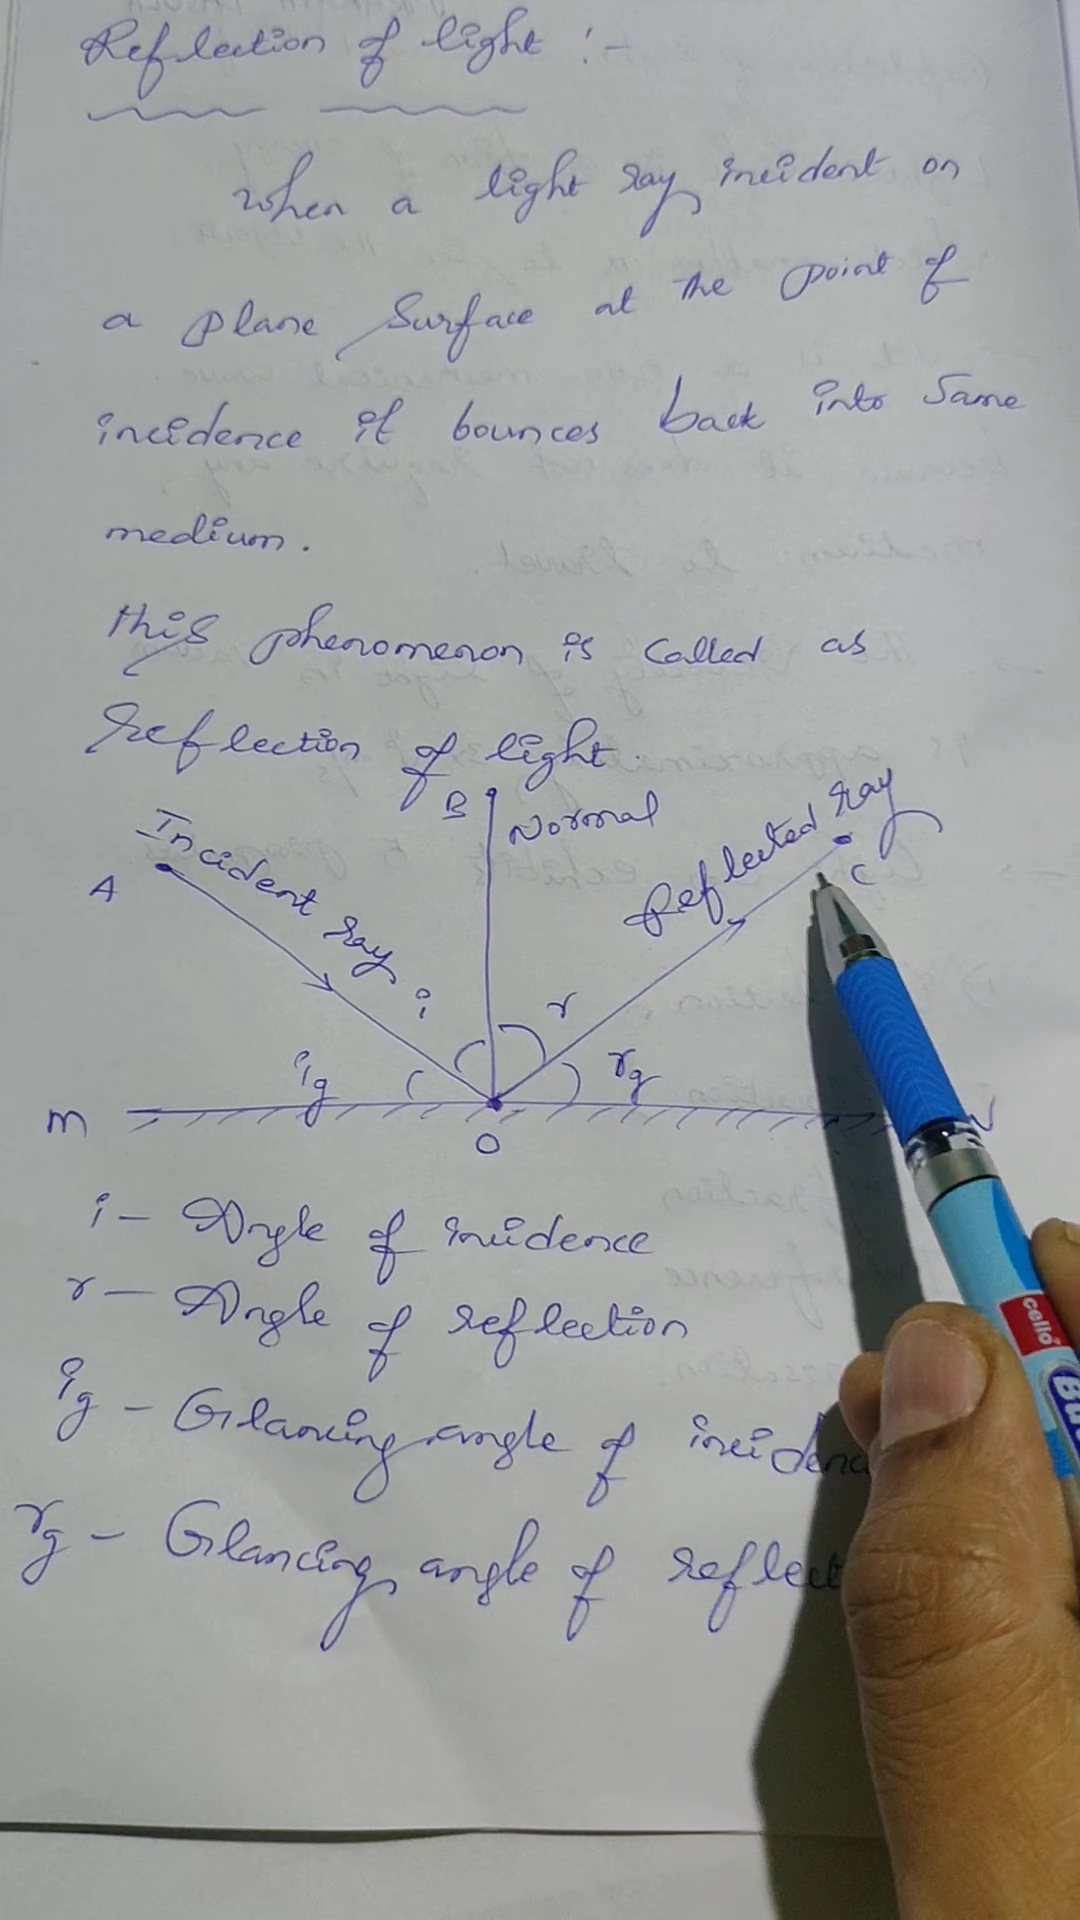 Reflection of light :-
when a light ray incident on
a plane surface at the point of
incidence it bounces back into same
medium.
this phenomenon is called as
reflection of light.
B Normal
Incident ray
Reflected ray
A
C
i r
ig rg
M
O
i - Angle of incidence
r - Angle of reflection
ig - Glancing angle of
rg - Glancing angle of
cello